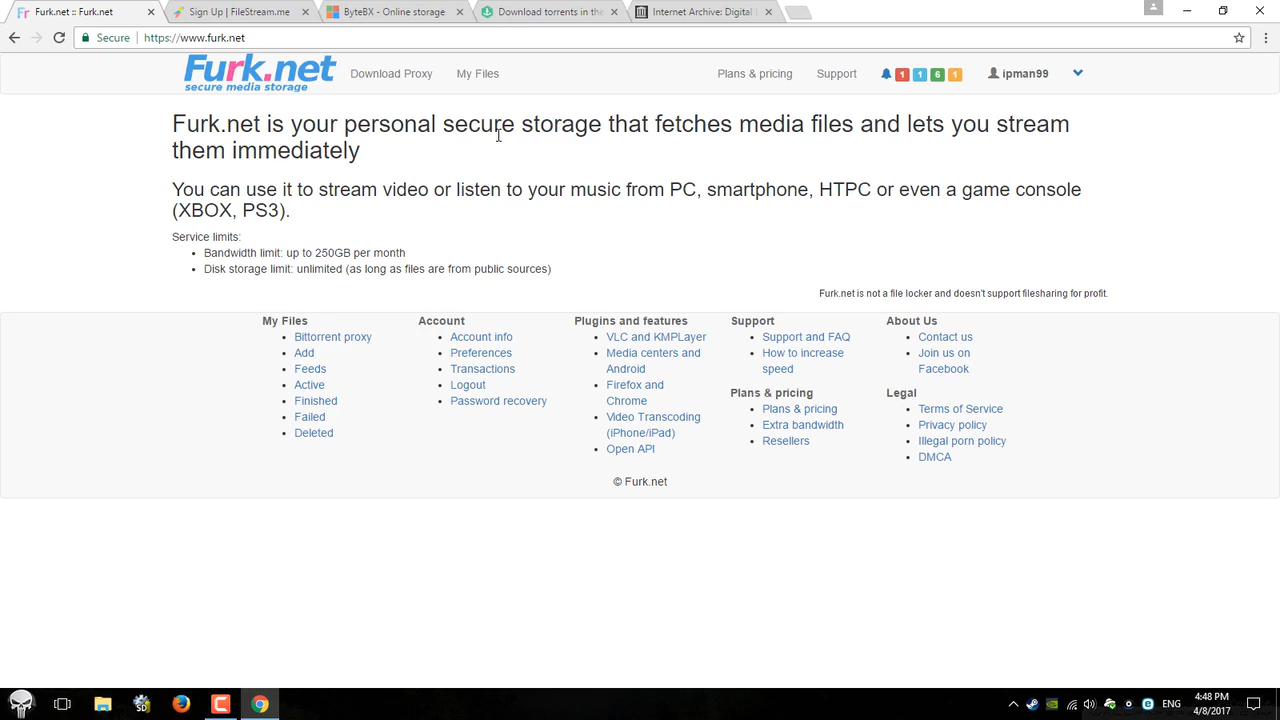 Furk.net :: Furk.net
Sign Up | FileStream.me
ByteBX - Online storage
Download torrents in the
Internet Archive: Digital
Secure https://www.furk.net
Furk.net
secure media storage
Download Proxy My Files Plans & pricing Support 1 1 6 1 ipman99
Furk.net is your personal secure storage that fetches media files and lets you stream
them immediately
You can use it to stream video or listen to your music from PC, smartphone, HTPC or even a game console
(XBOX, PS3).
Service limits:
Bandwidth limit: up to 250GB per month
Disk storage limit: unlimited (as long as files are from public sources)
Furk.net is not a file locker and doesn't support filesharing for profit.
My Files
Bittorrent proxy
Add
Feeds
Active
Finished
Failed
Deleted
Account
Account info
Preferences
Transactions
Logout
Password recovery
Plugins and features
VLC and KMPLayer
Media centers and
Android
Firefox and
Chrome
Video Transcoding
(iPhone/iPad)
Open API
Support
Support and FAQ
How to increase
speed
Plans & pricing
Plans & pricing
Extra bandwidth
Resellers
About Us
Contact us
Join us on
Facebook
Legal
Terms of Service
Privacy policy
Illegal porn policy
DMCA
© Furk.net
ENG
4:48 PM
4/8/2017